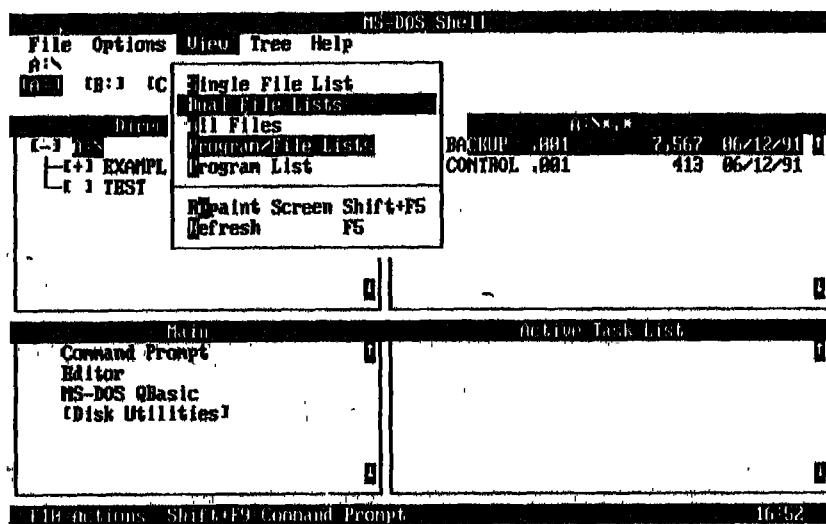 MS-DOS Shell
File Options View Tree Help
A:\
[A:] [B:] [C
Single File List
Dual File Lists
All Files
Program/File Lists
Program List
Repaint Screen Shift+F5
Refresh F5
Direc
A:\*.*
[-] A:\
[+] EXAMPL
[ ] TEST
BACKUP .001 7,567 06/12/91
CONTROL .001 413 06/12/91
Main
Command Prompt
Editor
MS-DOS QBasic
[Disk Utilities]
Active Task List
F10=Actions Shift+F9=Command Prompt 16:52